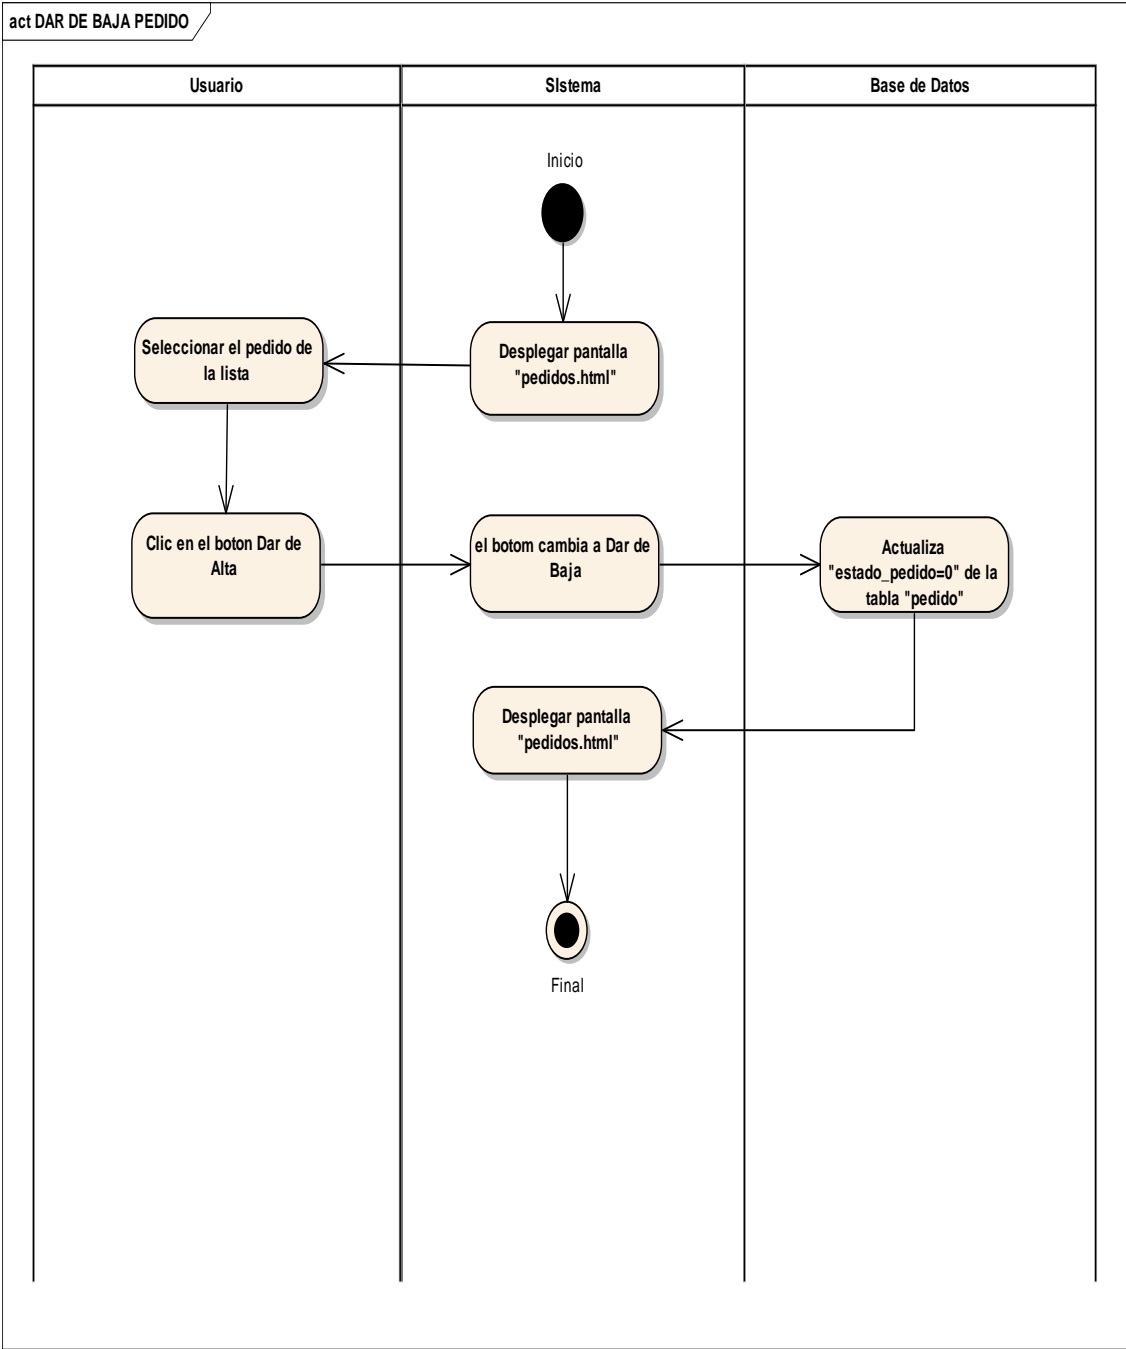 act DAR DE BAJA PEDIDO
Usuario
SIstema
Base de Datos
Inicio
Seleccionar el pedido de
la lista
Desplegar pantalla
"pedidos.html"
Clic en el boton Dar de
Alta
el botom cambia a Dar de
Baja
Actualiza
"estado_pedido=0" de la
tabla "pedido"
Desplegar pantalla
"pedidos.html"
Final